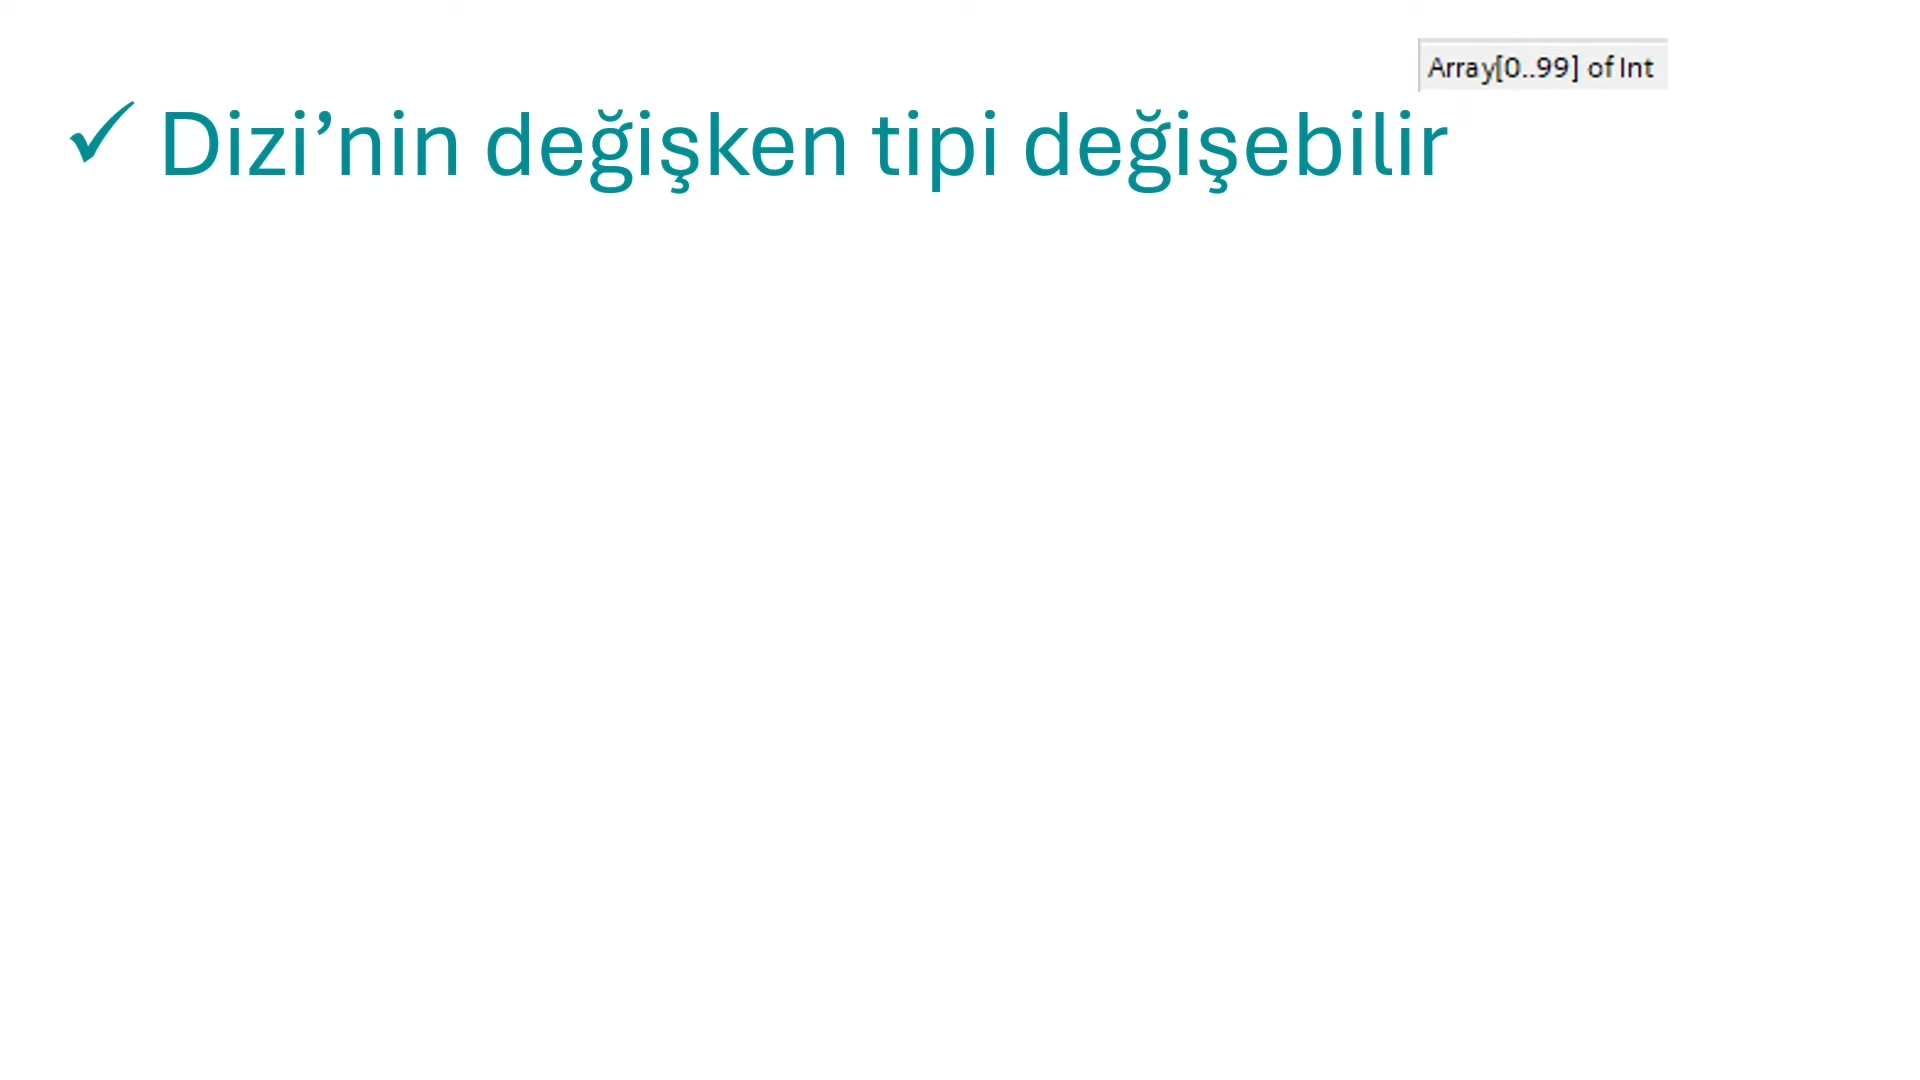 Array[0..99] of Int
✓ Dizi’nin değişken tipi değişebilir